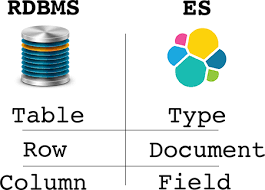 RDBMS ES
Table Type
Row Document
Column Field